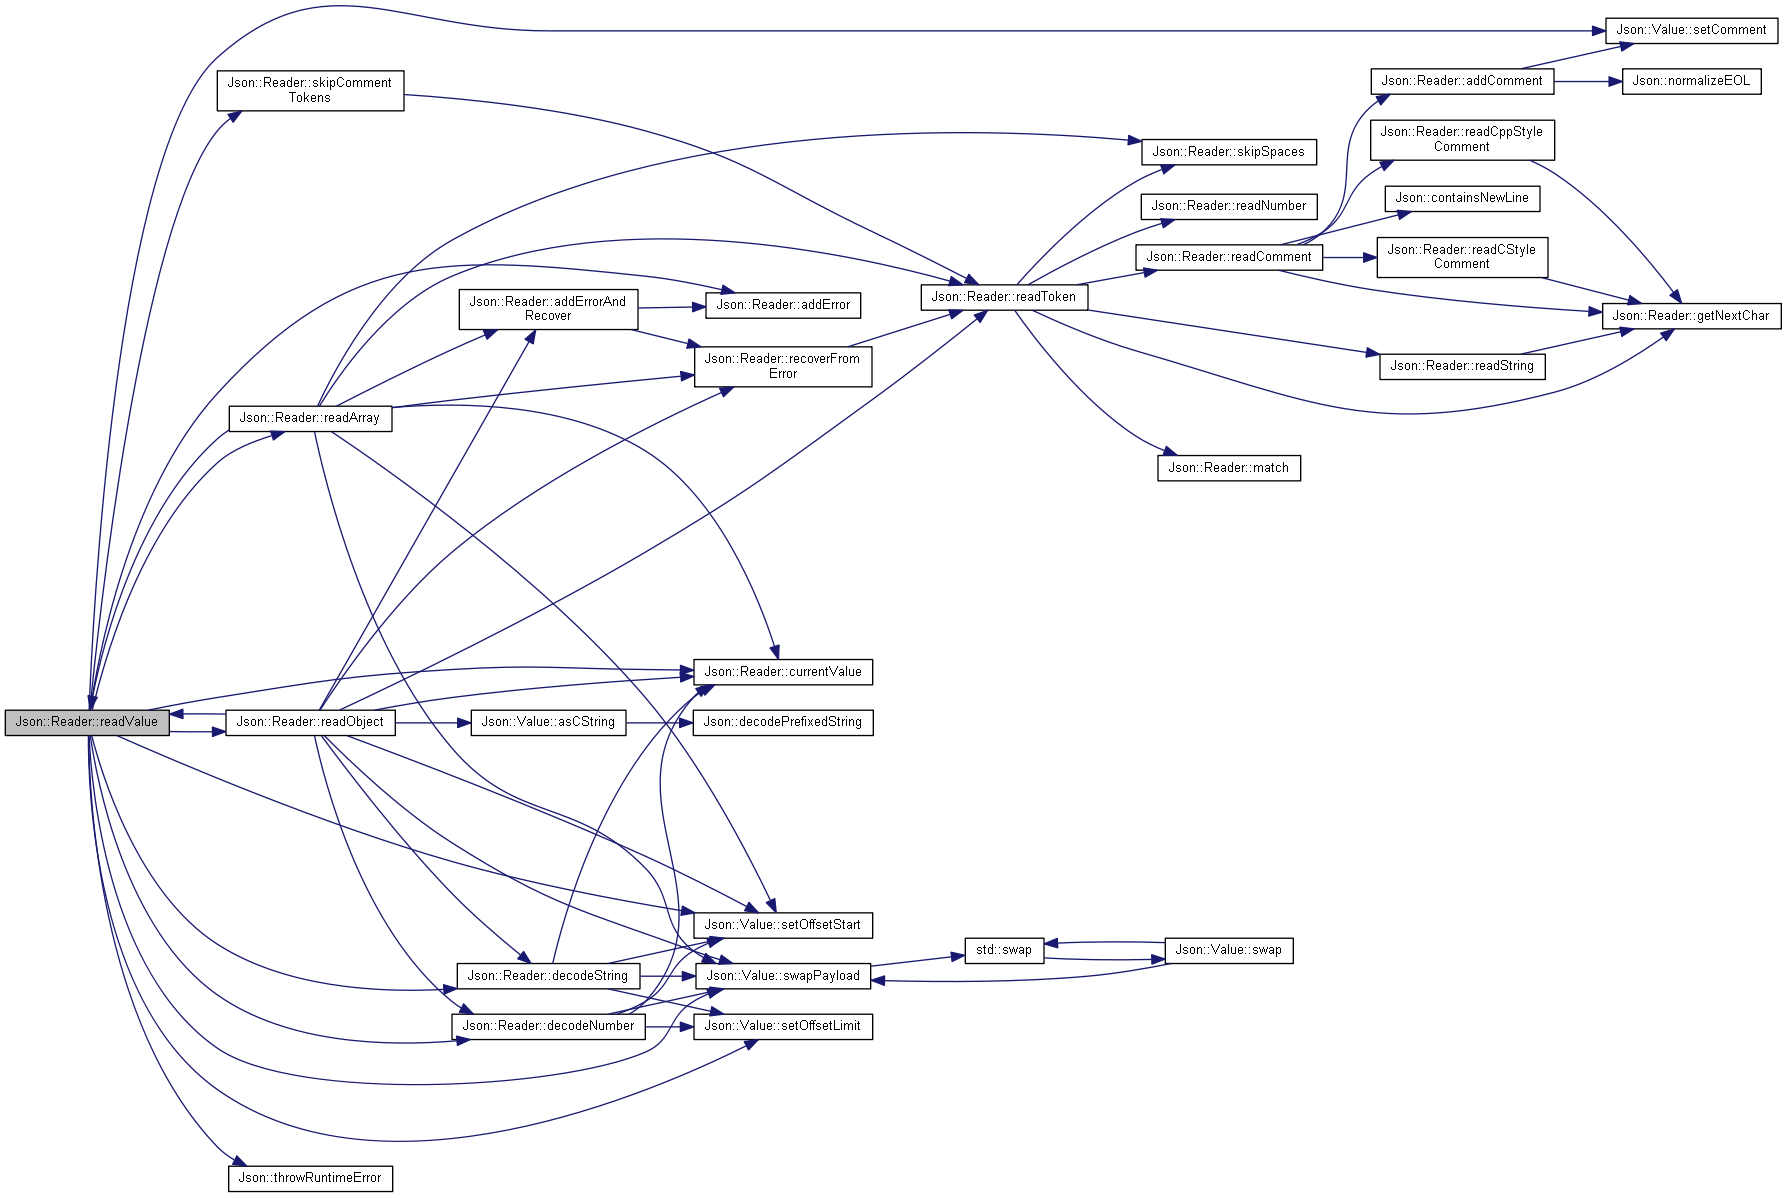 Json::Value::setComment
Json::Reader::skipComment
Tokens
Json::Reader::addComment
Json::normalizeEOL
Json::Reader::readCppStyle
Comment
Json::Reader::skipSpaces
Json::containsNewLine
Json::Reader::readNumber
Json::Reader::readComment
Json::Reader::readCStyle
Comment
Json::Reader::readToken
Json::Reader::addErrorAnd
Recover
Json::Reader::addError
Json::Reader::getNextChar
Json::Reader::recoverFrom
Error
Json::Reader::readString
Json::Reader::readArray
Json::Reader::match
Json::Reader::currentValue
Json::Reader::readValue
Json::Reader::readObject
Json::Value::asCString
Json::decodePrefixedString
Json::Value::setOffsetStart
std::swap
Json::Value::swap
Json::Reader::decodeString
Json::Value::swapPayload
Json::Reader::decodeNumber
Json::Value::setOffsetLimit
Json::throwRuntimeError